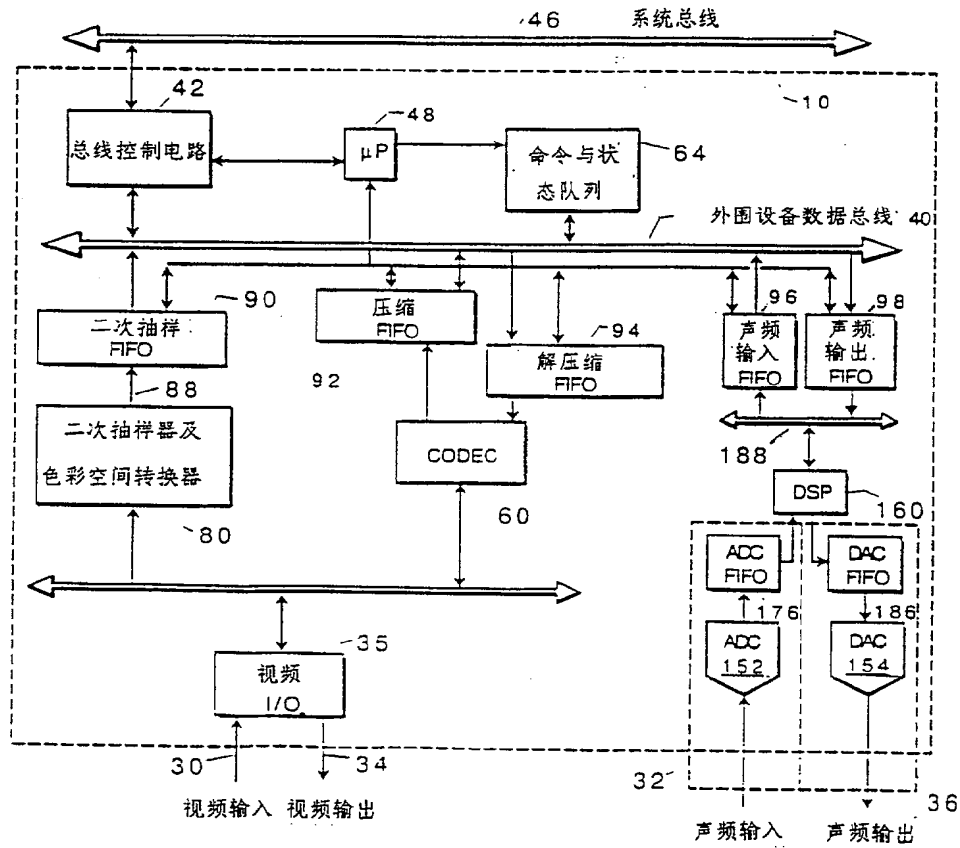 46
系统总线
10
42
总线控制电路
48
μP
命令与状
态队列
64
外围设备数据总线 40
90
二次抽样
FIFO
压缩
FIFO
92
94
解压缩
FIFO
96
声频
输入
FIFO
98
声频
输出
FIFO
88
二次抽样器及
色彩空间转换器
80
CODEC
60
188
DSP
160
ADC
FIFO
DAC
FIFO
176
186
ADC
152
DAC
154
35
视频
I/O
30
34
32
36
视频输入 视频输出
声频输入 声频输出